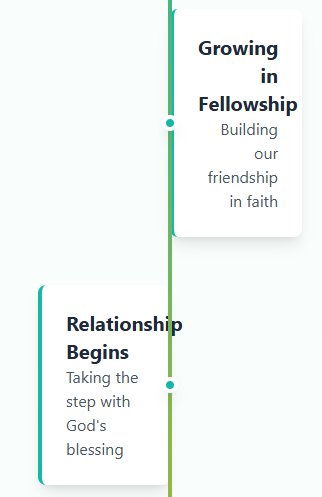 Growing
in
Fellowship
Building
our
friendship
in faith
Relationship
Begins
Taking the
step with
God's
blessing